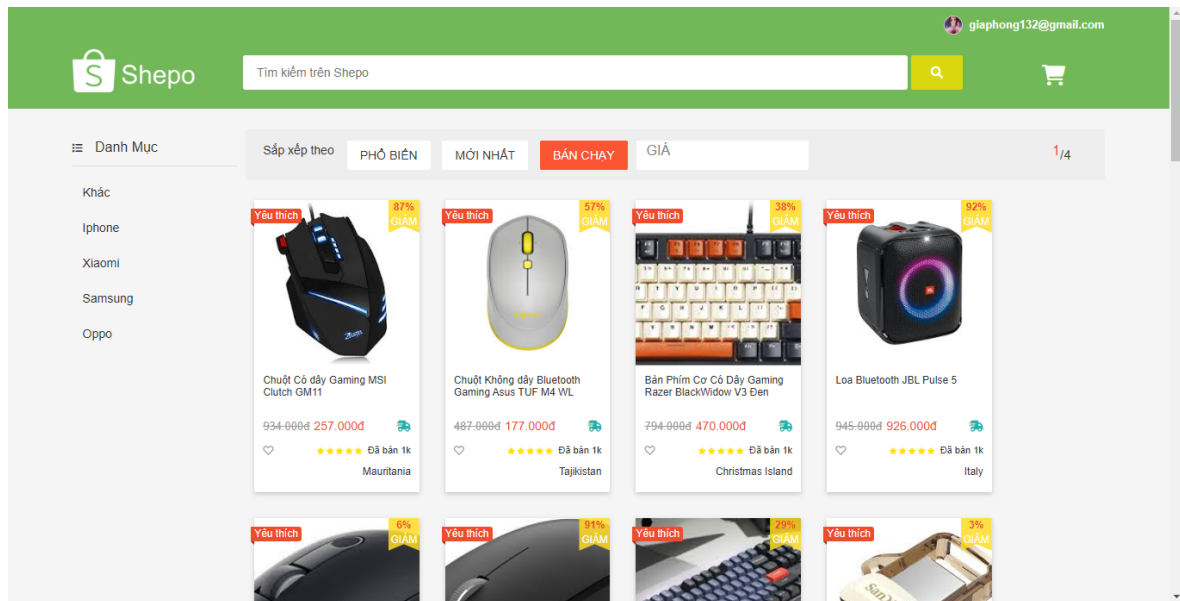 giaphong132@gmail.com
S Shepo
Tìm kiếm trên Shepo
Danh Mục
Khác
Iphone
Xiaomi
Samsung
Oppo
Sắp xếp theo PHỔ BIẾN MỚI NHẤT BÁN CHẠY GIÁ 1/4
Yêu thích
87%
GIẢM
Chuột Có dây Gaming MSI
Clutch GM11
934.000đ 257.000đ
Đã bán 1k
Mauritania
Yêu thích
57%
GIẢM
Chuột Không dây Bluetooth
Gaming Asus TUF M4 WL
487.000đ 177.000đ
Đã bán 1k
Tajikistan
Yêu thích
38%
GIẢM
Bàn Phím Cơ Có Dây Gaming
Razer BlackWidow V3 Đen
794.000đ 470.000đ
Đã bán 1k
Christmas Island
Yêu thích
92%
GIẢM
JBL
Loa Bluetooth JBL Pulse 5
945.000đ 926.000đ
Đã bán 1k
Italy
Yêu thích
6%
GIẢM
Yêu thích
91%
GIẢM
Yêu thích
29%
GIẢM
Yêu thích
3%
GIẢM